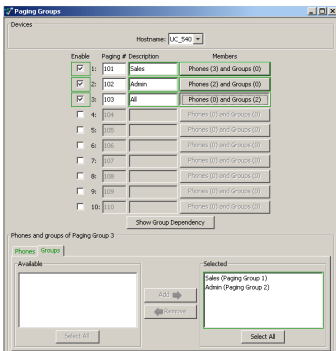 Paging Groups
Devices
Hostname: UC_540
Enable Paging # Description Members
1: 101 Sales Phones (3) and Groups (0)
2: 102 Admin Phones (2) and Groups (0)
3: 103 All Phones (0) and Groups (2)
4: 104 Phones (0) and Groups (0)
5: 105 Phones (0) and Groups (0)
6: 106 Phones (0) and Groups (0)
7: 107 Phones (0) and Groups (0)
8: 108 Phones (0) and Groups (0)
9: 109 Phones (0) and Groups (0)
10: 110 Phones (0) and Groups (0)
Show Group Dependency
Phones and groups of Paging Group 3
Phones Groups
Available Selected
Sales (Paging Group 1)
Admin (Paging Group 2)
Add
Remove
Select All Select All